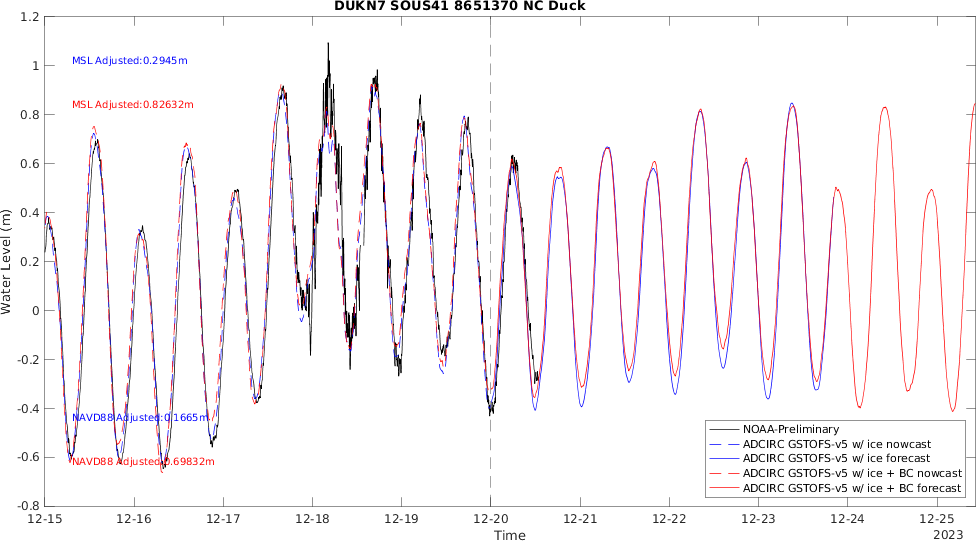 DUKN7 SOUS41 8651370 NC Duck
1.2
1
0.8
0.6
0.4
0.2
0
-0.2
-0.4
-0.6
-0.8
Water Level (m)
MSL Adjusted:0.2945m
MSL Adjusted:0.82632m
NAVD88 Adjusted:0.1665m
NAVD88 Adjusted:0.69832m
NOAA-Preliminary
ADCIRC GSTOFS-v5 w/ ice nowcast
ADCIRC GSTOFS-v5 w/ ice forecast
ADCIRC GSTOFS-v5 w/ ice + BC nowcast
ADCIRC GSTOFS-v5 w/ ice + BC forecast
12-15 12-16 12-17 12-18 12-19 12-20 12-21 12-22 12-23 12-24 12-25
Time
2023